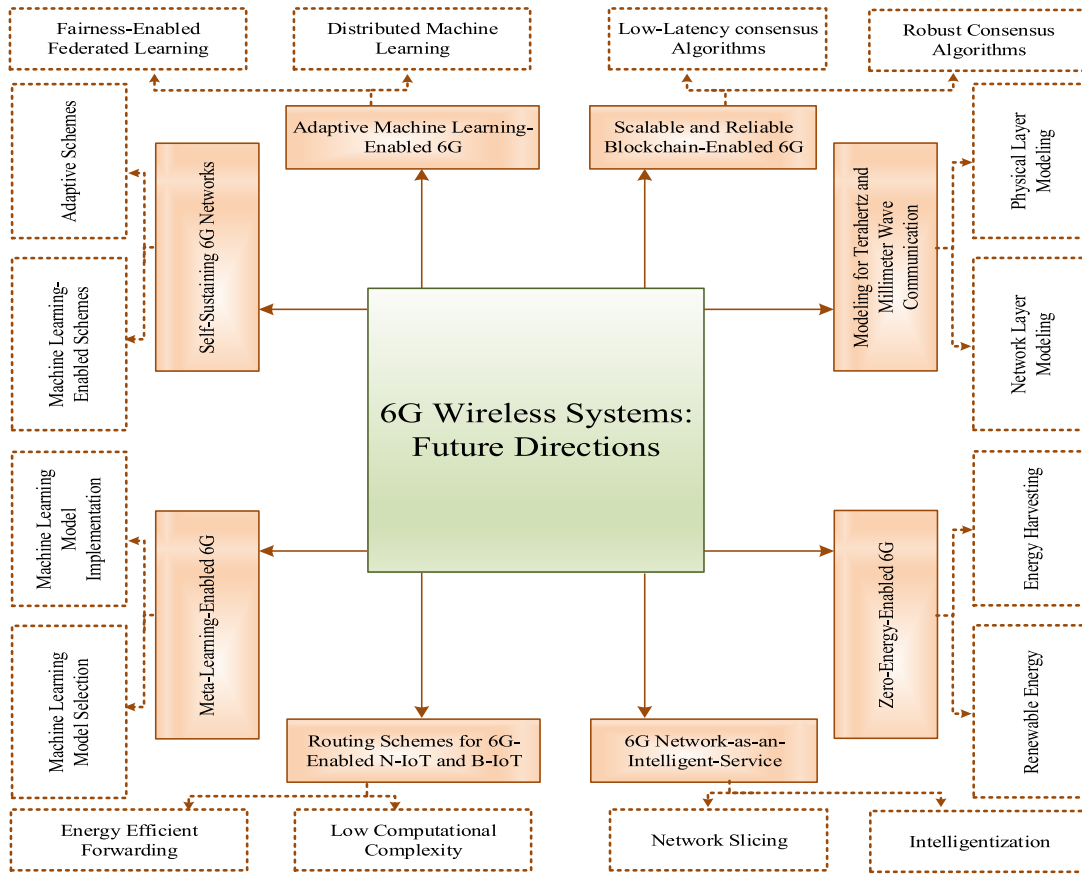 Fairness-Enabled
Federated Learning
Distributed Machine
Learning
Low-Latency consensus
Algorithms
Robust Consensus
Algorithms
Adaptive Machine Learning-
Enabled 6G
Scalable and Reliable
Blockchain-Enabled 6G
Adaptive Schemes
Machine Learning-
Enabled Schemes
Self-Sustaining 6G Networks
Modeling for Terahertz and
Millimeter Wave
Communication
Physical Layer
Modeling
Network Layer
Modeling
6G Wireless Systems:
Future Directions
Machine Learning
Model
Implementation
Machine Learning
Model Selection
Meta-Learning-Enabled 6G
Zero-Energy-Enabled 6G
Energy Harvesting
Renewable Energy
Routing Schemes for 6G-
Enabled N-IoT and B-IoT
6G Network-as-an-
Intelligent-Service
Energy Efficient
Forwarding
Low Computational
Complexity
Network Slicing
Intelligentization